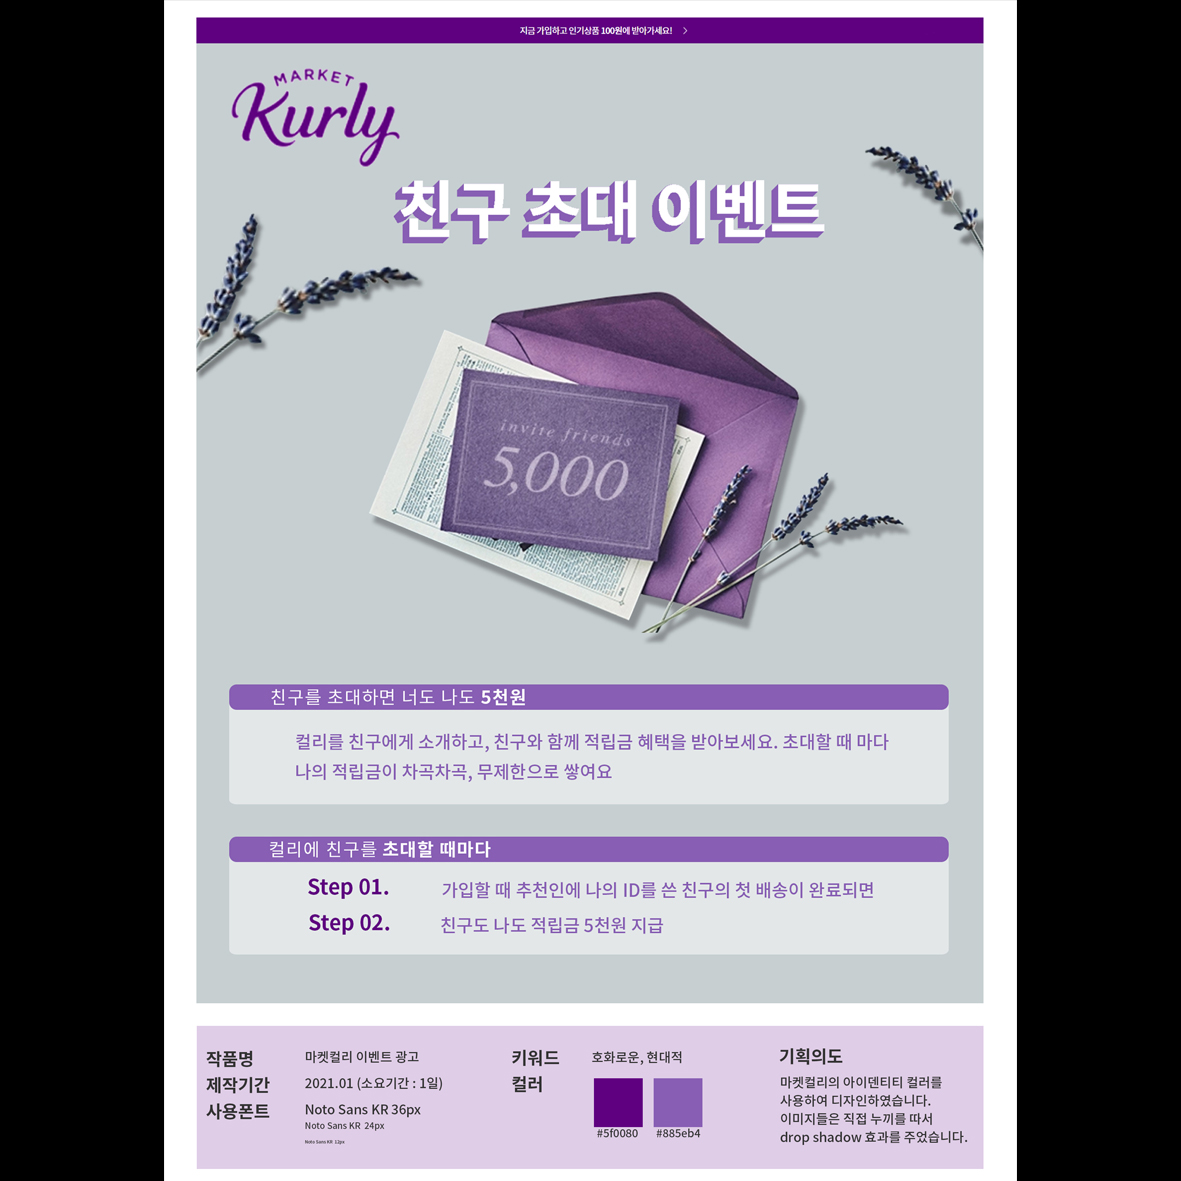 지금 가입하고 인기상품 100원에 받아가세요! >
MARKET
Kurly
친구 초대 이벤트
invite friends
5,000
친구를 초대하면 너도 나도 5천원
컬리를 친구에게 소개하고, 친구와 함께 적립금 혜택을 받아보세요. 초대할 때 마다
나의 적립금이 차곡차곡, 무제한으로 쌓여요
컬리에 친구를 초대할 때마다
Step 01. 가입할 때 추천인에 나의 ID를 쓴 친구의 첫 배송이 완료되면
Step 02. 친구도 나도 적립금 5천원 지급
작품명 마켓컬리 이벤트 광고
제작기간 2021.01 (소요기간 : 1일)
사용폰트 Noto Sans KR 36px
Noto Sans KR 24px
Noto Sans KR 12px
키워드 호화로운, 현대적
컬러
#5f0080 #885eb4
기획의도
마켓컬리의 아이덴티티 컬러를
사용하여 디자인하였습니다.
이미지들은 직접 누끼를 따서
drop shadow 효과를 주었습니다.